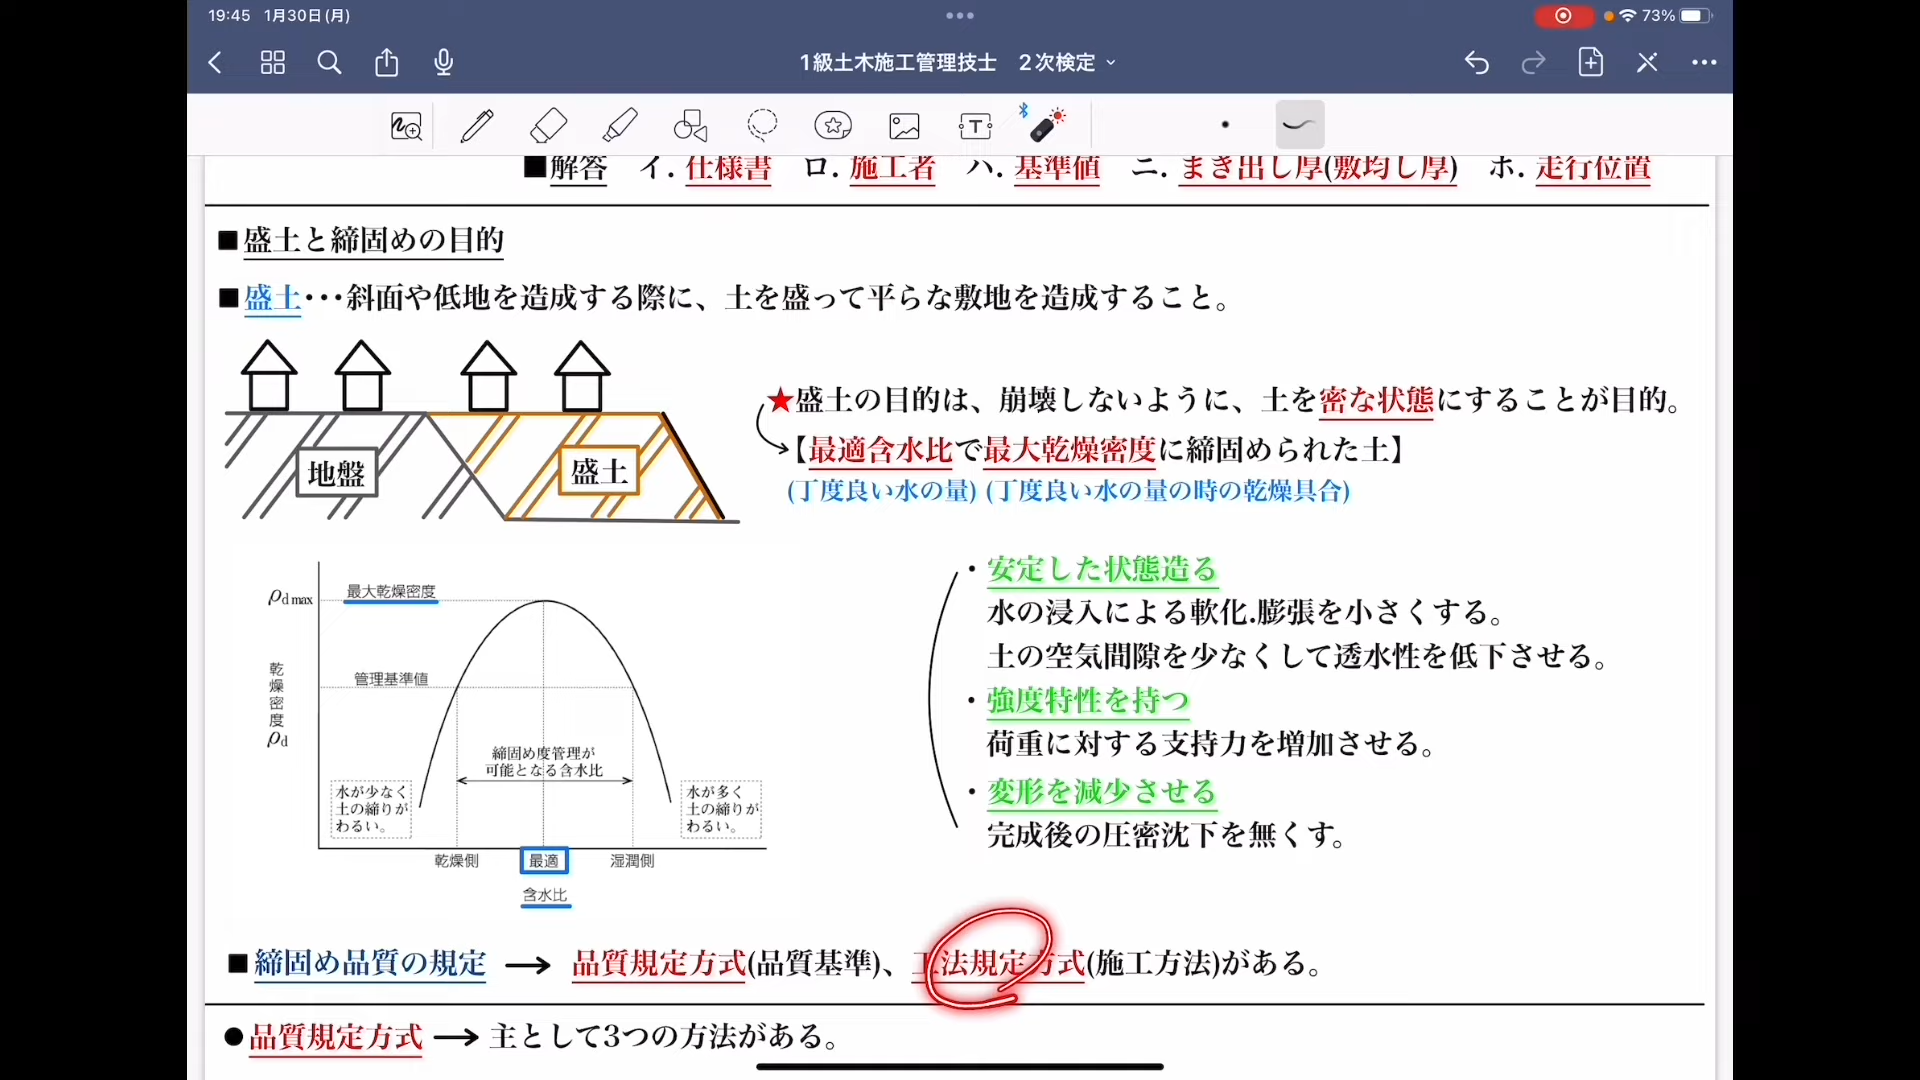 19:45 1月30日(月)
73%
1級土木施工管理技士 2次検定
■解答 イ. 仕様書 ロ. 施工者 ハ. 基準値 ニ. まき出し厚(敷均し厚) ホ. 走行位置
■盛土と締固めの目的
■盛土･･･斜面や低地を造成する際に、土を盛って平らな敷地を造成すること。
地盤
盛土
★盛土の目的は、崩壊しないように、土を密な状態にすることが目的。
【最適含水比で最大乾燥密度に締固められた土】
(丁度良い水の量) (丁度良い水の量の時の乾燥具合)
ρd max
最大乾燥密度
管理基準値
乾燥密度 ρd
締固め度管理が
可能となる含水比
水が少なく
土の締りが
わるい。
水が多く
土の締りが
わるい。
乾燥側 最適 湿潤側
含水比
・安定した状態造る
水の浸入による軟化.膨張を小さくする。
土の空気間隙を少なくして透水性を低下させる。
・強度特性を持つ
荷重に対する支持力を増加させる。
・変形を減少させる
完成後の圧密沈下を無くす。
■締固め品質の規定 → 品質規定方式(品質基準)、工法規定方式(施工方法)がある。
●品質規定方式 → 主として3つの方法がある。